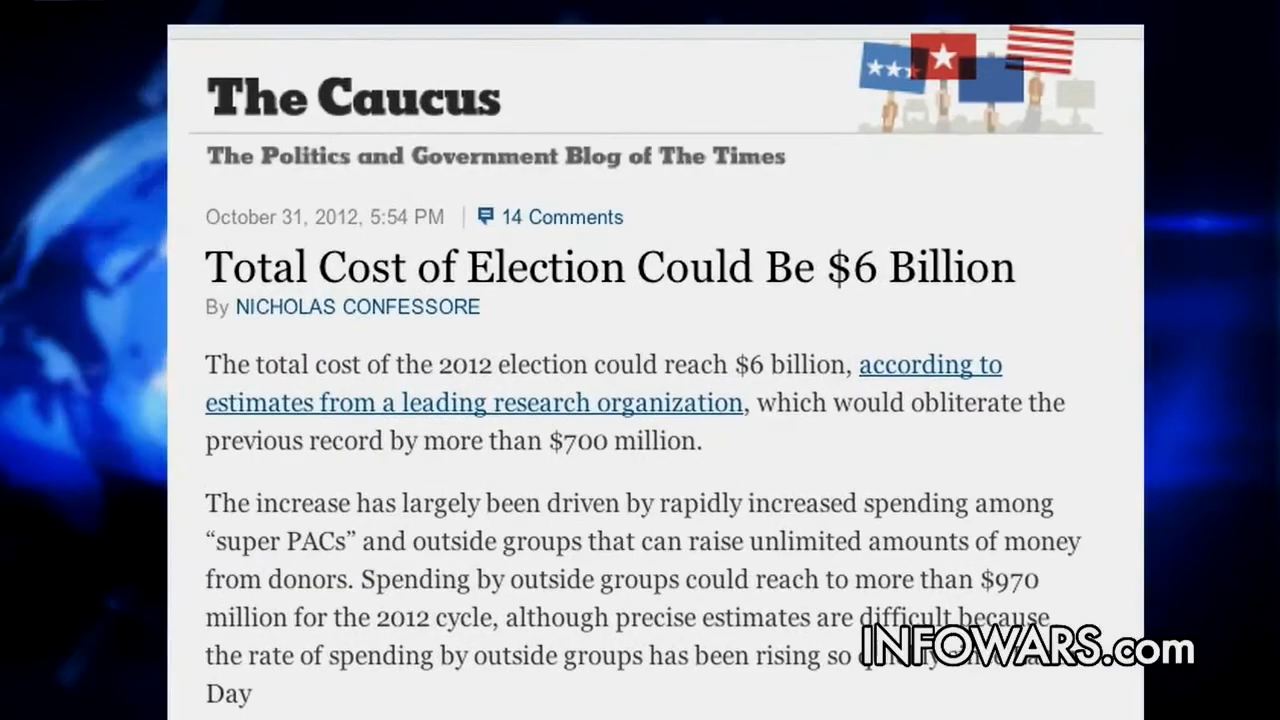 The Caucus
The Politics and Government Blog of The Times
October 31, 2012, 5:54 PM
14 Comments
Total Cost of Election Could Be $6 Billion
By NICHOLAS CONFESSORE
The total cost of the 2012 election could reach $6 billion, according to
estimates from a leading research organization, which would obliterate the
previous record by more than $700 million.
The increase has largely been driven by rapidly increased spending among
“super PACs” and outside groups that can raise unlimited amounts of money
from donors. Spending by outside groups could reach to more than $970
million for the 2012 cycle, although precise estimates are difficult because
the rate of spending by outside groups has been rising so
Day
INFOWARS.com